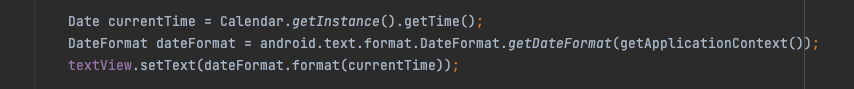 Date currentTime = Calendar.getInstance().getTime();
DateFormat dateFormat = android.text.format.DateFormat.getDateFormat(getApplicationContext());
textView.setText(dateFormat.format(currentTime));